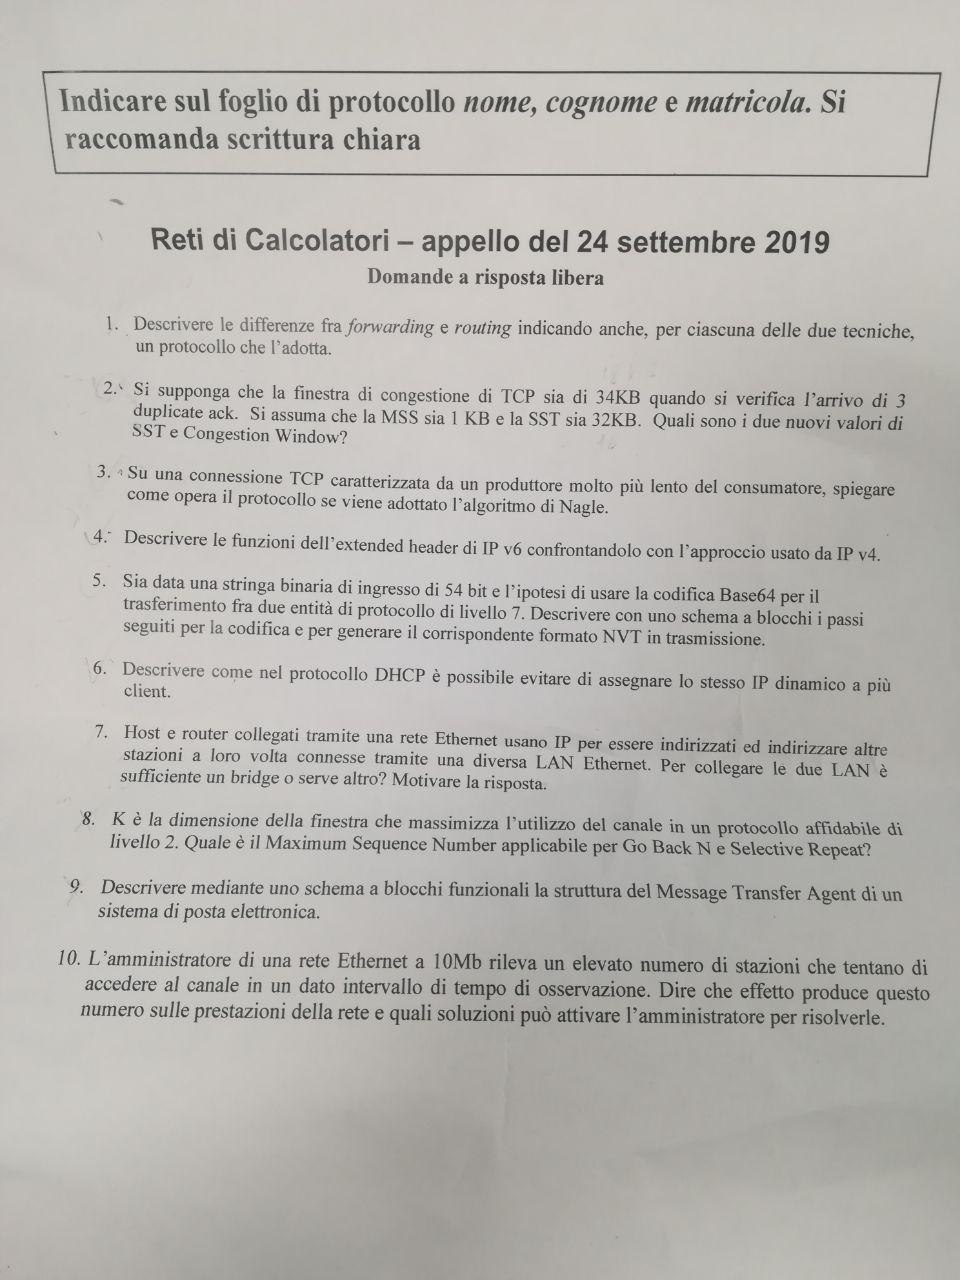 Indicare sul foglio di protocollo nome, cognome e matricola. Si
raccomanda scrittura chiara
Reti di Calcolatori – appello del 24 settembre 2019
Domande a risposta libera
1. Descrivere le differenze fra forwarding e routing indicando anche, per ciascuna delle due tecniche,
un protocollo che l'adotta.
2. Si supponga che la finestra di congestione di TCP sia di 34KB quando si verifica l'arrivo di 3
duplicate ack. Si assuma che la MSS sia 1 KB e la SST sia 32KB. Quali sono i due nuovi valori di
SST e Congestion Window?
3. Su una connessione TCP caratterizzata da un produttore molto più lento del consumatore, spiegare
come opera il protocollo se viene adottato l'algoritmo di Nagle.
4. Descrivere le funzioni dell'extended header di IP v6 confrontandolo con l'approccio usato da IP v4.
5. Sia data una stringa binaria di ingresso di 54 bit e l'ipotesi di usare la codifica Base64 per il
trasferimento fra due entità di protocollo di livello 7. Descrivere con uno schema a blocchi i passi
seguiti per la codifica e per generare il corrispondente formato NVT in trasmissione.
6. Descrivere come nel protocollo DHCP è possibile evitare di assegnare lo stesso IP dinamico a più
client.
7. Host e router collegati tramite una rete Ethernet usano IP per essere indirizzati ed indirizzare altre
stazioni a loro volta connesse tramite una diversa LAN Ethernet. Per collegare le due LAN è
sufficiente un bridge o serve altro? Motivare la risposta.
8. K è la dimensione della finestra che massimizza l'utilizzo del canale in un protocollo affidabile di
livello 2. Quale è il Maximum Sequence Number applicabile per Go Back N e Selective Repeat?
9. Descrivere mediante uno schema a blocchi funzionali la struttura del Message Transfer Agent di un
sistema di posta elettronica.
10. L'amministratore di una rete Ethernet a 10Mb rileva un elevato numero di stazioni che tentano di
accedere al canale in un dato intervallo di tempo di osservazione. Dire che effetto produce questo
numero sulle prestazioni della rete e quali soluzioni può attivare l'amministratore per risolverle.